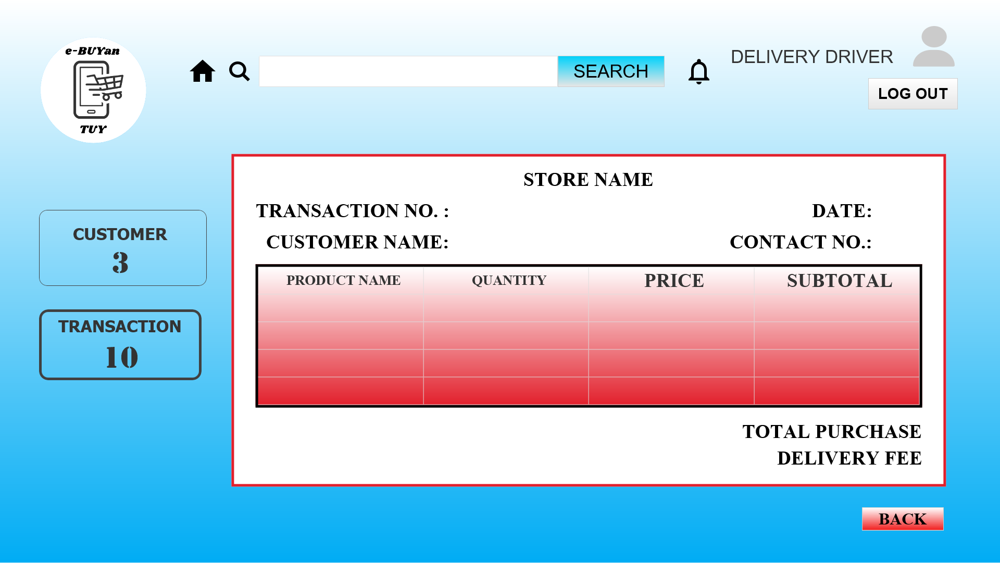 e-BUYan
TUY
SEARCH
DELIVERY DRIVER
LOG OUT
CUSTOMER
3
TRANSACTION
10
STORE NAME
TRANSACTION NO. : DATE:
CUSTOMER NAME: CONTACT NO.:
PRODUCT NAME QUANTITY PRICE SUBTOTAL
TOTAL PURCHASE
DELIVERY FEE
BACK